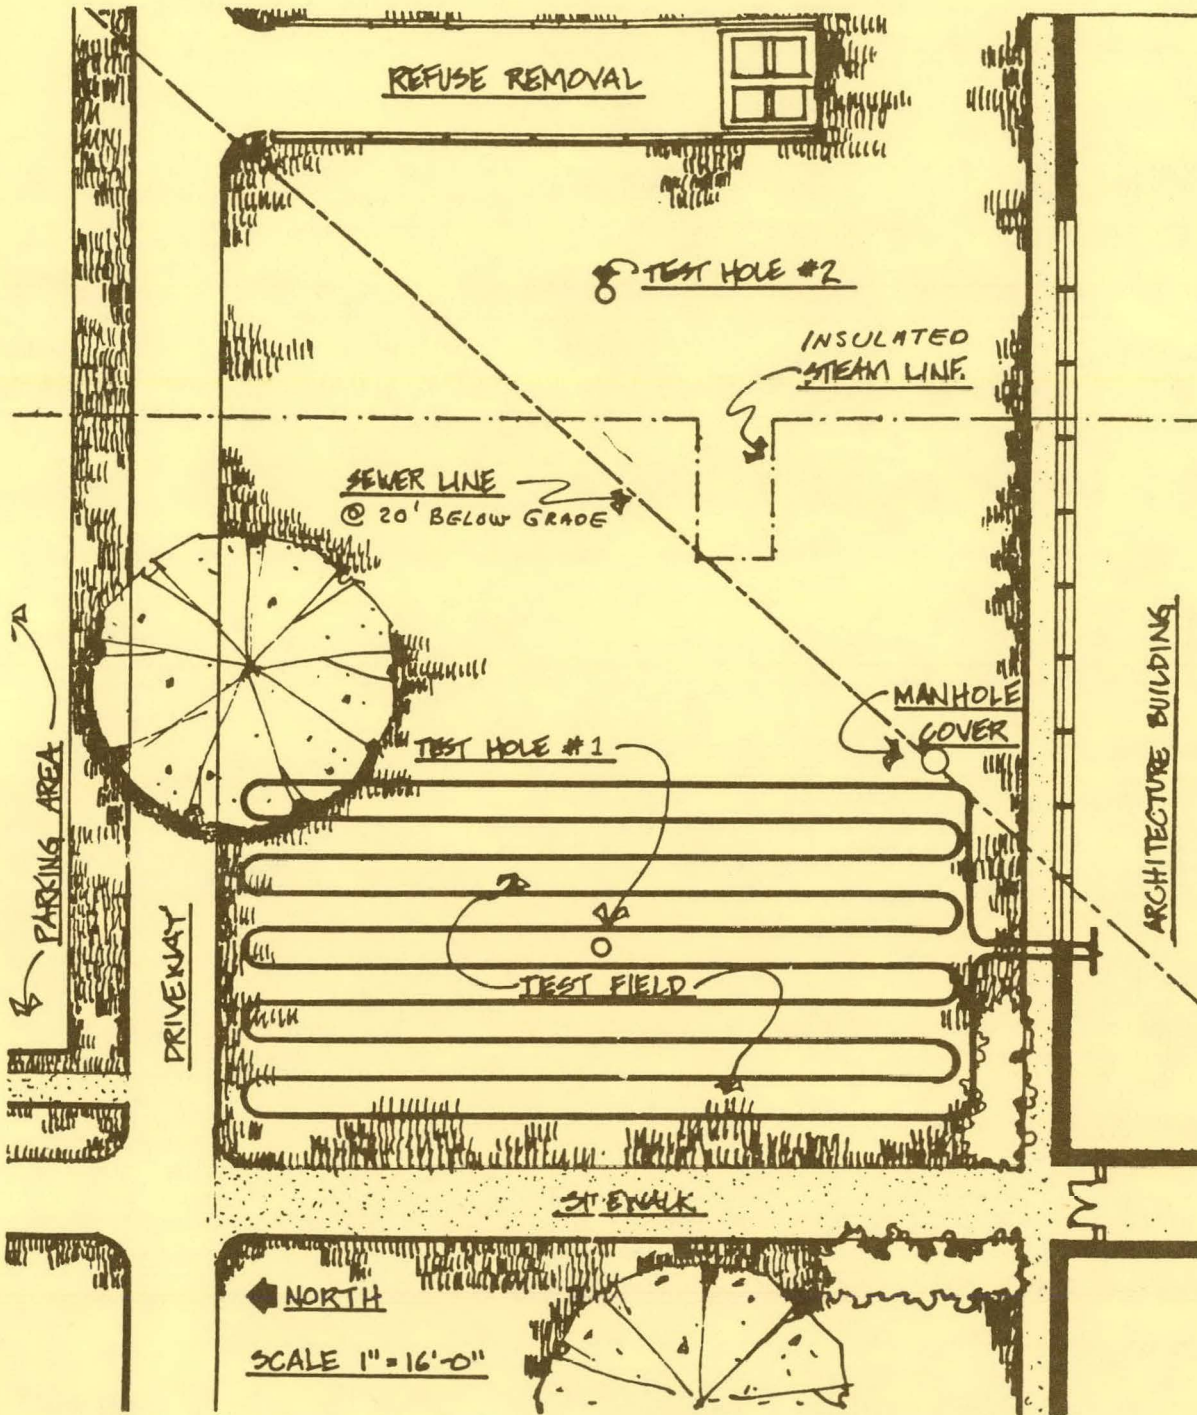 REFUSE REMOVAL
TEST HOLE #2
INSULATED
STEAM LINE
SEWER LINE
@ 20' BELOW GRADE
MANHOLE
COVER
TEST HOLE #1
PARKING AREA
DRIVEWAY
ARCHITECTURE BUILDING
TEST FIELD
SIDEWALK
NORTH
SCALE 1" = 16'-0"